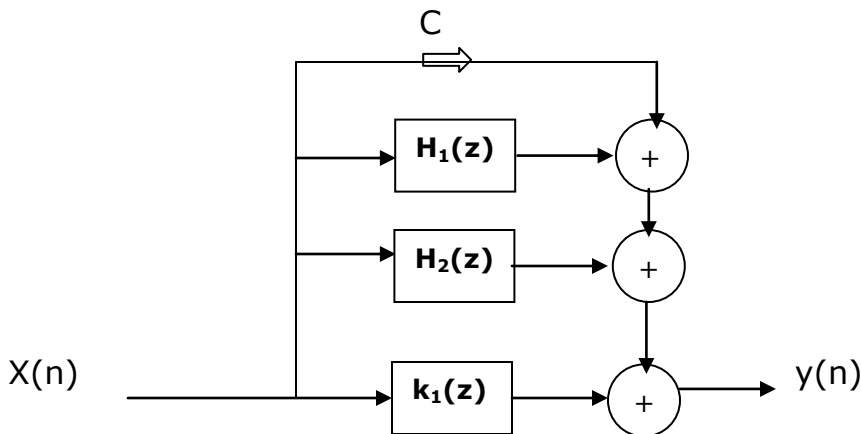 C
H₁(z)
+
H₂(z)
+
X(n)
k₁(z)
+
y(n)